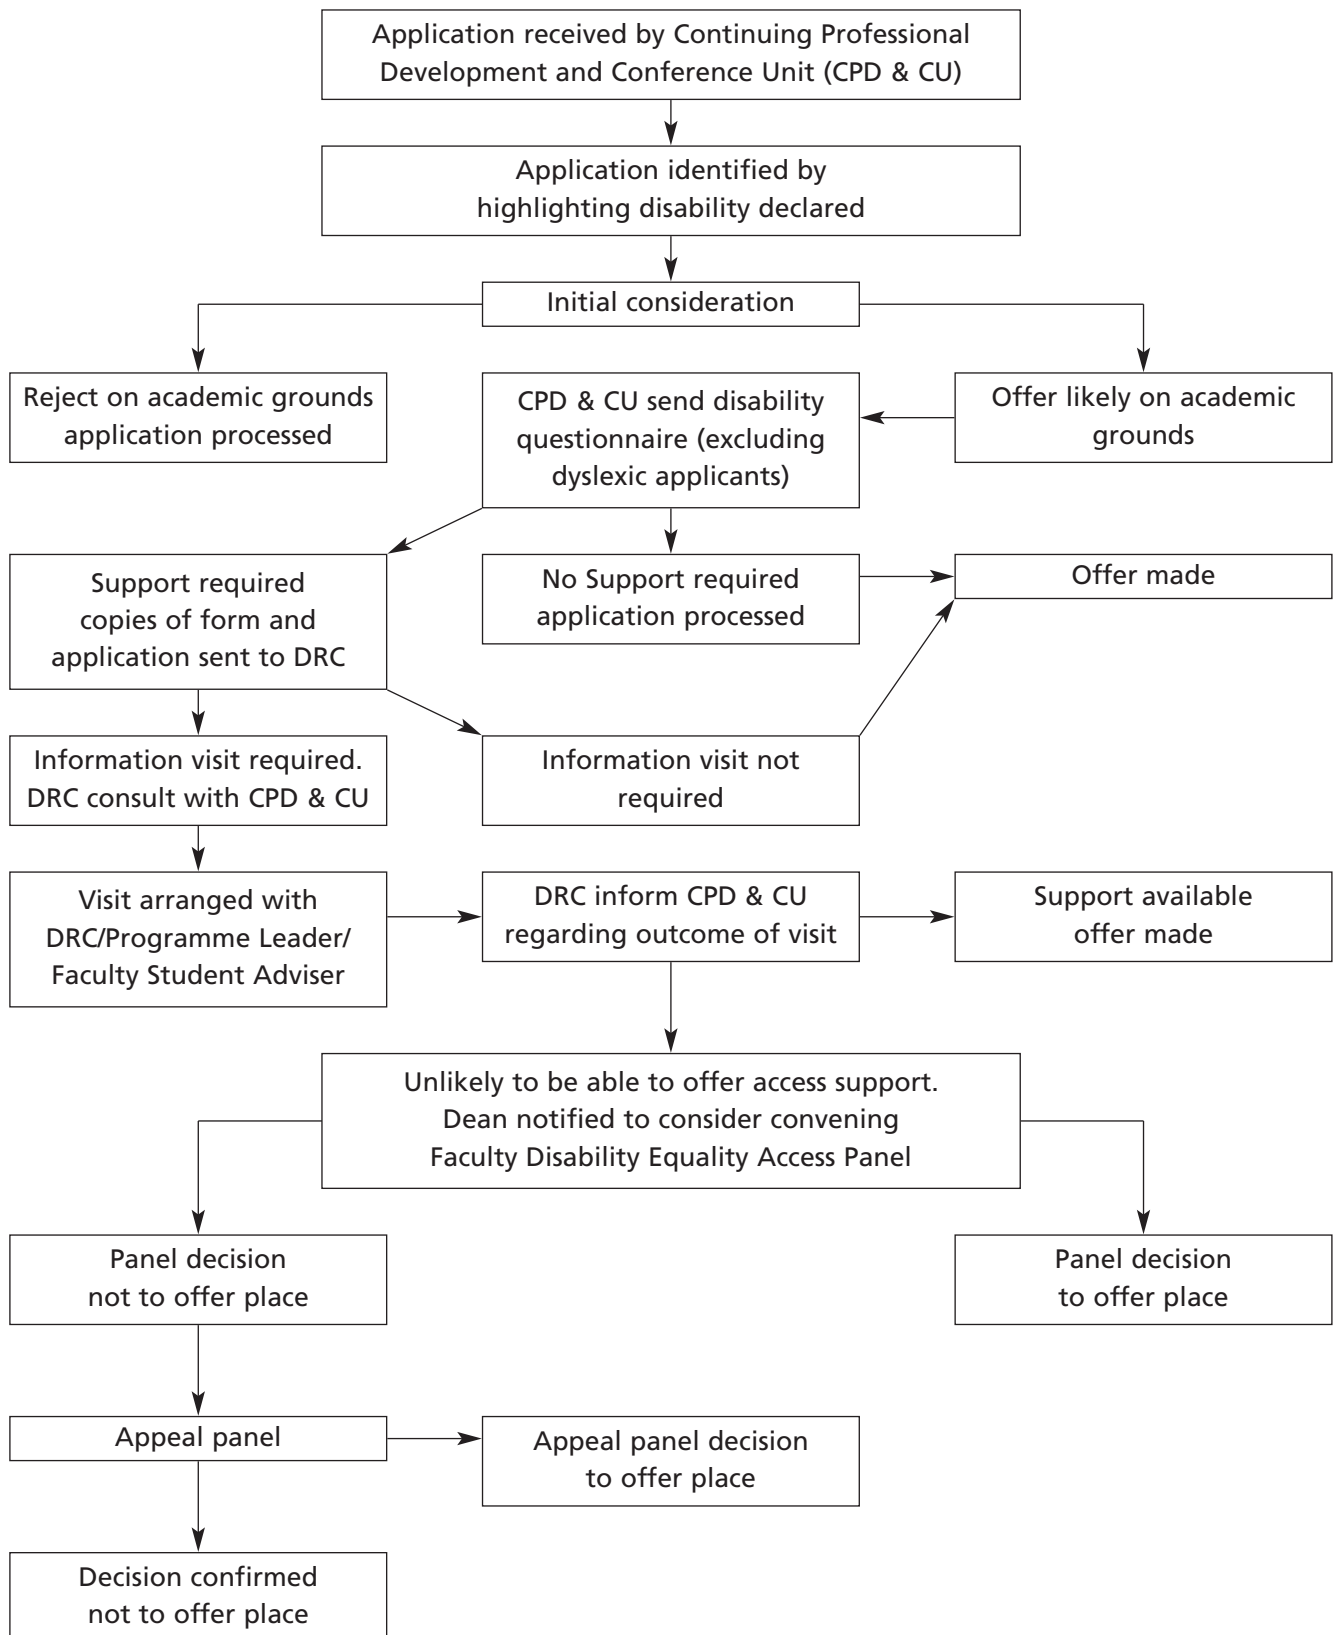 Application received by Continuing Professional
Development and Conference Unit (CPD & CU)
Application identified by
highlighting disability declared
Initial consideration
Reject on academic grounds
application processed
CPD & CU send disability
questionnaire (excluding
dyslexic applicants)
Offer likely on academic
grounds
Support required
copies of form and
application sent to DRC
No Support required
application processed
Offer made
Information visit required.
DRC consult with CPD & CU
Information visit not
required
Visit arranged with
DRC/Programme Leader/
Faculty Student Adviser
DRC inform CPD & CU
regarding outcome of visit
Support available
offer made
Unlikely to be able to offer access support.
Dean notified to consider convening
Faculty Disability Equality Access Panel
Panel decision
not to offer place
Panel decision
to offer place
Appeal panel
Appeal panel decision
to offer place
Decision confirmed
not to offer place